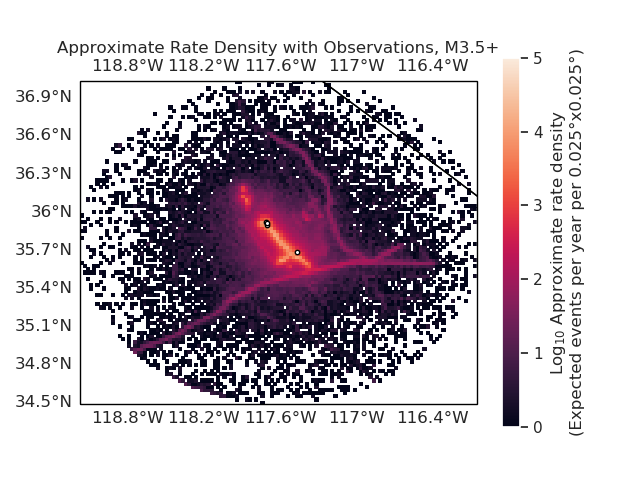 Approximate Rate Density with Observations, M3.5+
118.8°W 118.2°W 117.6°W 117°W 116.4°W
36.9°N
36.6°N
36.3°N
36°N
35.7°N
35.4°N
35.1°N
34.8°N
34.5°N
118.8°W 118.2°W 117.6°W 117°W 116.4°W
5
4
3
2
1
0
Log₁₀ Approximate rate density
(Expected events per year per 0.025°x0.025°)